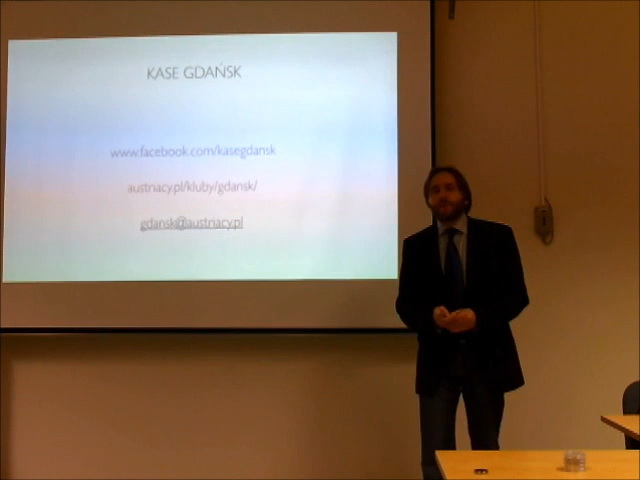 KASE GDAŃSK
www.facebook.com/kasegdansk
austriacy.pl/kluby/gdansk/
gdansk@austriacy.pl